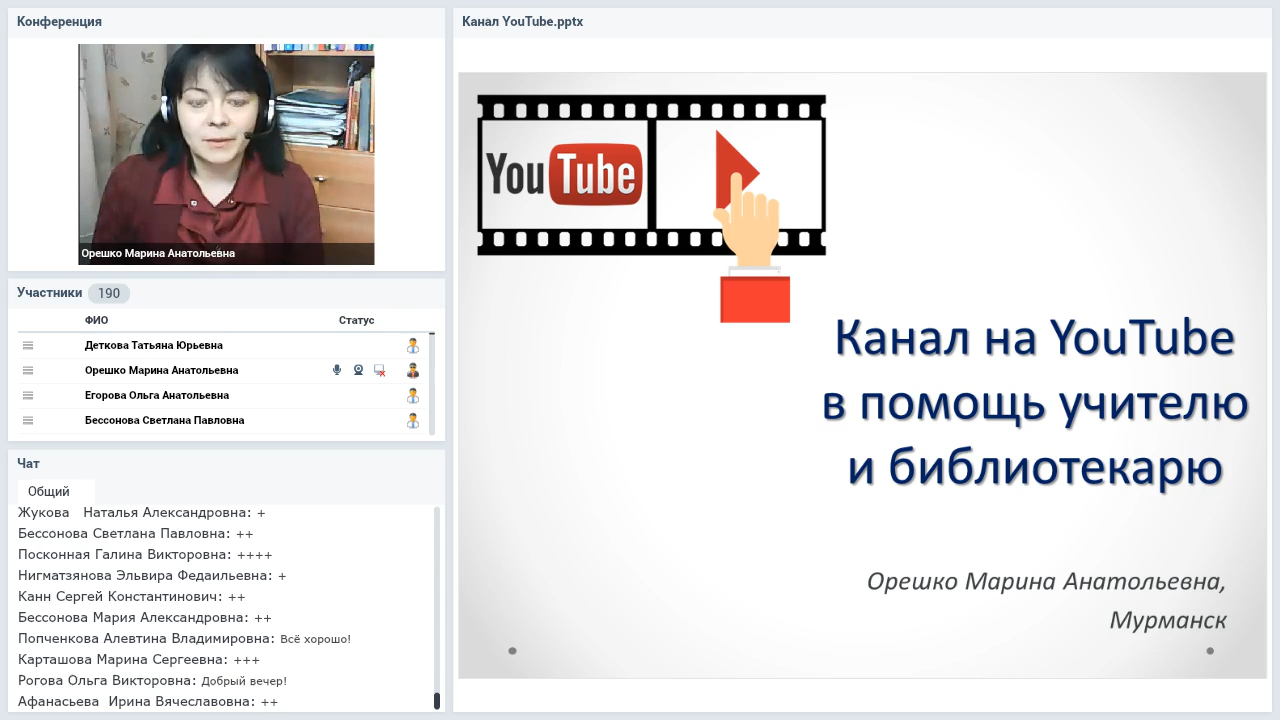 Конференция
Орешко Марина Анатольевна
Участники 190
ФИО Статус
Деткова Татьяна Юрьевна
Орешко Марина Анатольевна
Егорова Ольга Анатольевна
Бессонова Светлана Павловна
Чат
Общий
Жукова Наталья Александровна: +
Бессонова Светлана Павловна: ++
Посконная Галина Викторовна: ++++
Нигматзянова Эльвира Федаильевна: +
Канн Сергей Константинович: ++
Бессонова Мария Александровна: ++
Попченкова Алевтина Владимировна: Всё хорошо!
Карташова Марина Сергеевна: +++
Рогова Ольга Викторовна: Добрый вечер!
Афанасьева Ирина Вячеславовна: ++
Канал YouTube.pptx
YouTube
Канал на YouTube
в помощь учителю
и библиотекарю
Орешко Марина Анатольевна,
Мурманск